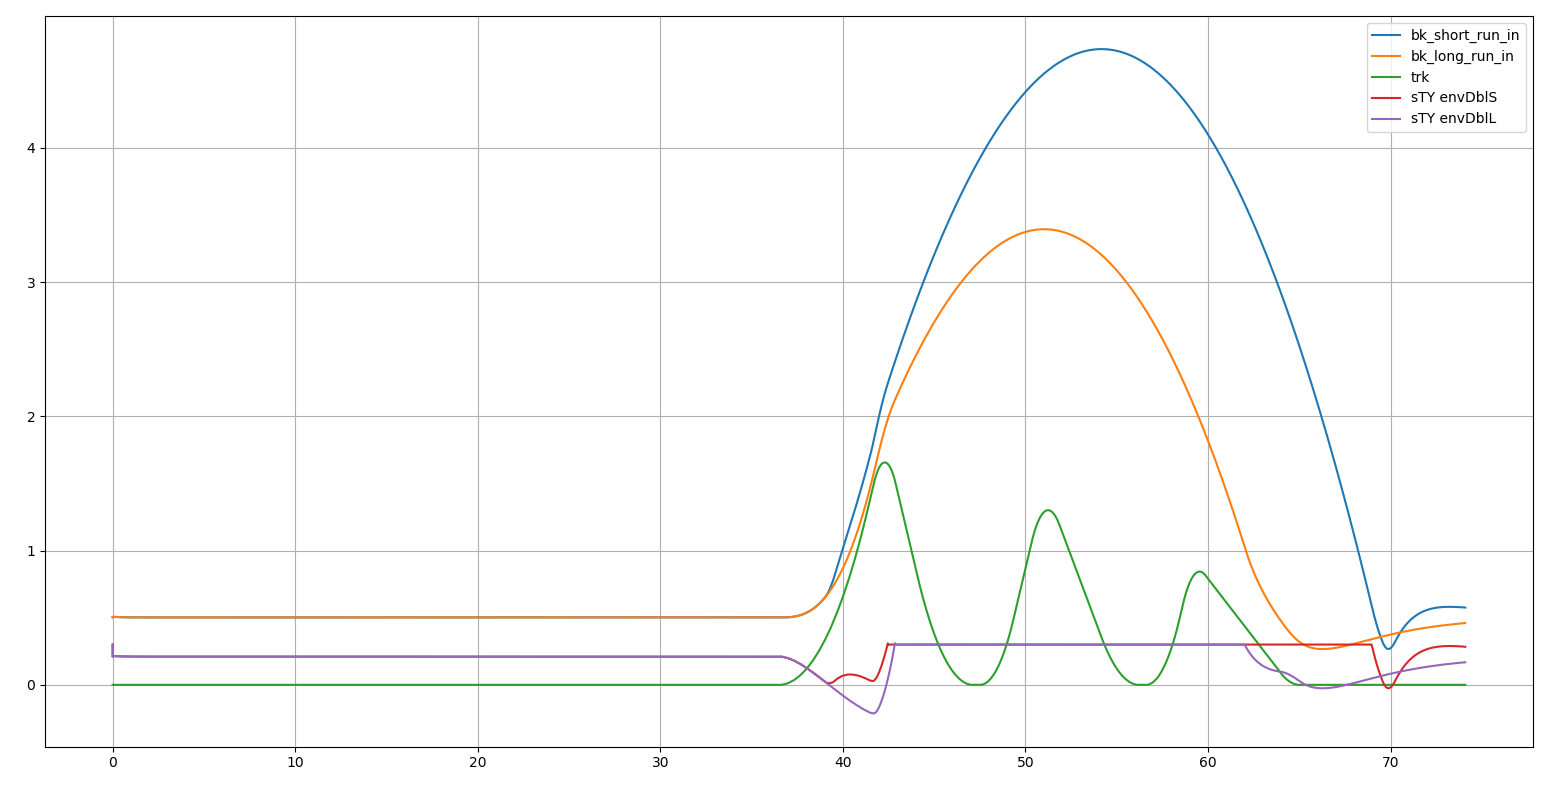 bk_short_run_in
bk_long_run_in
trk
sTY envDblS
sTY envDblL
4
3
2
1
0
0 10 20 30 40 50 60 70